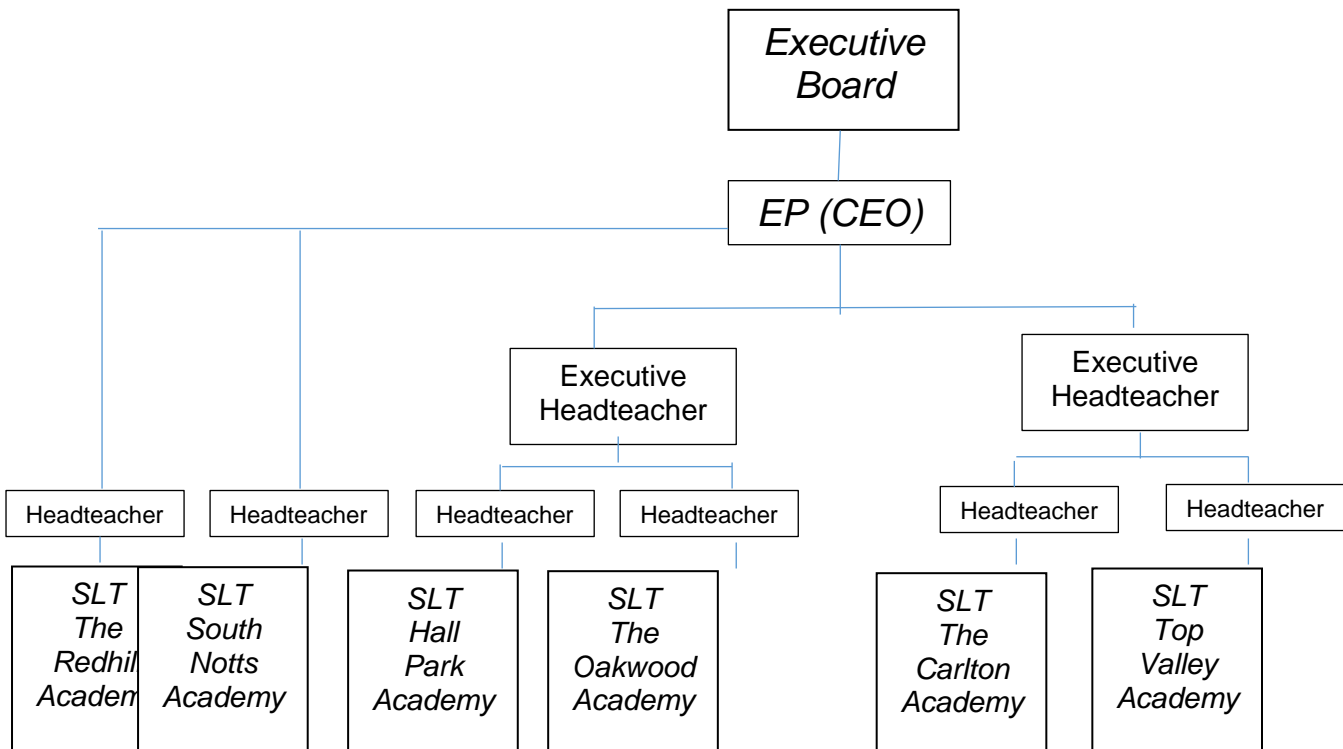 Executive
Board
EP (CEO)
Executive
Headteacher
Executive
Headteacher
Headteacher
Headteacher
Headteacher
Headteacher
Headteacher
Headteacher
SLT
The
Redhil
Academ
SLT
South
Notts
Academy
SLT
Hall
Park
Academy
SLT
The
Oakwood
Academy
SLT
The
Carlton
Academy
SLT
Top
Valley
Academy